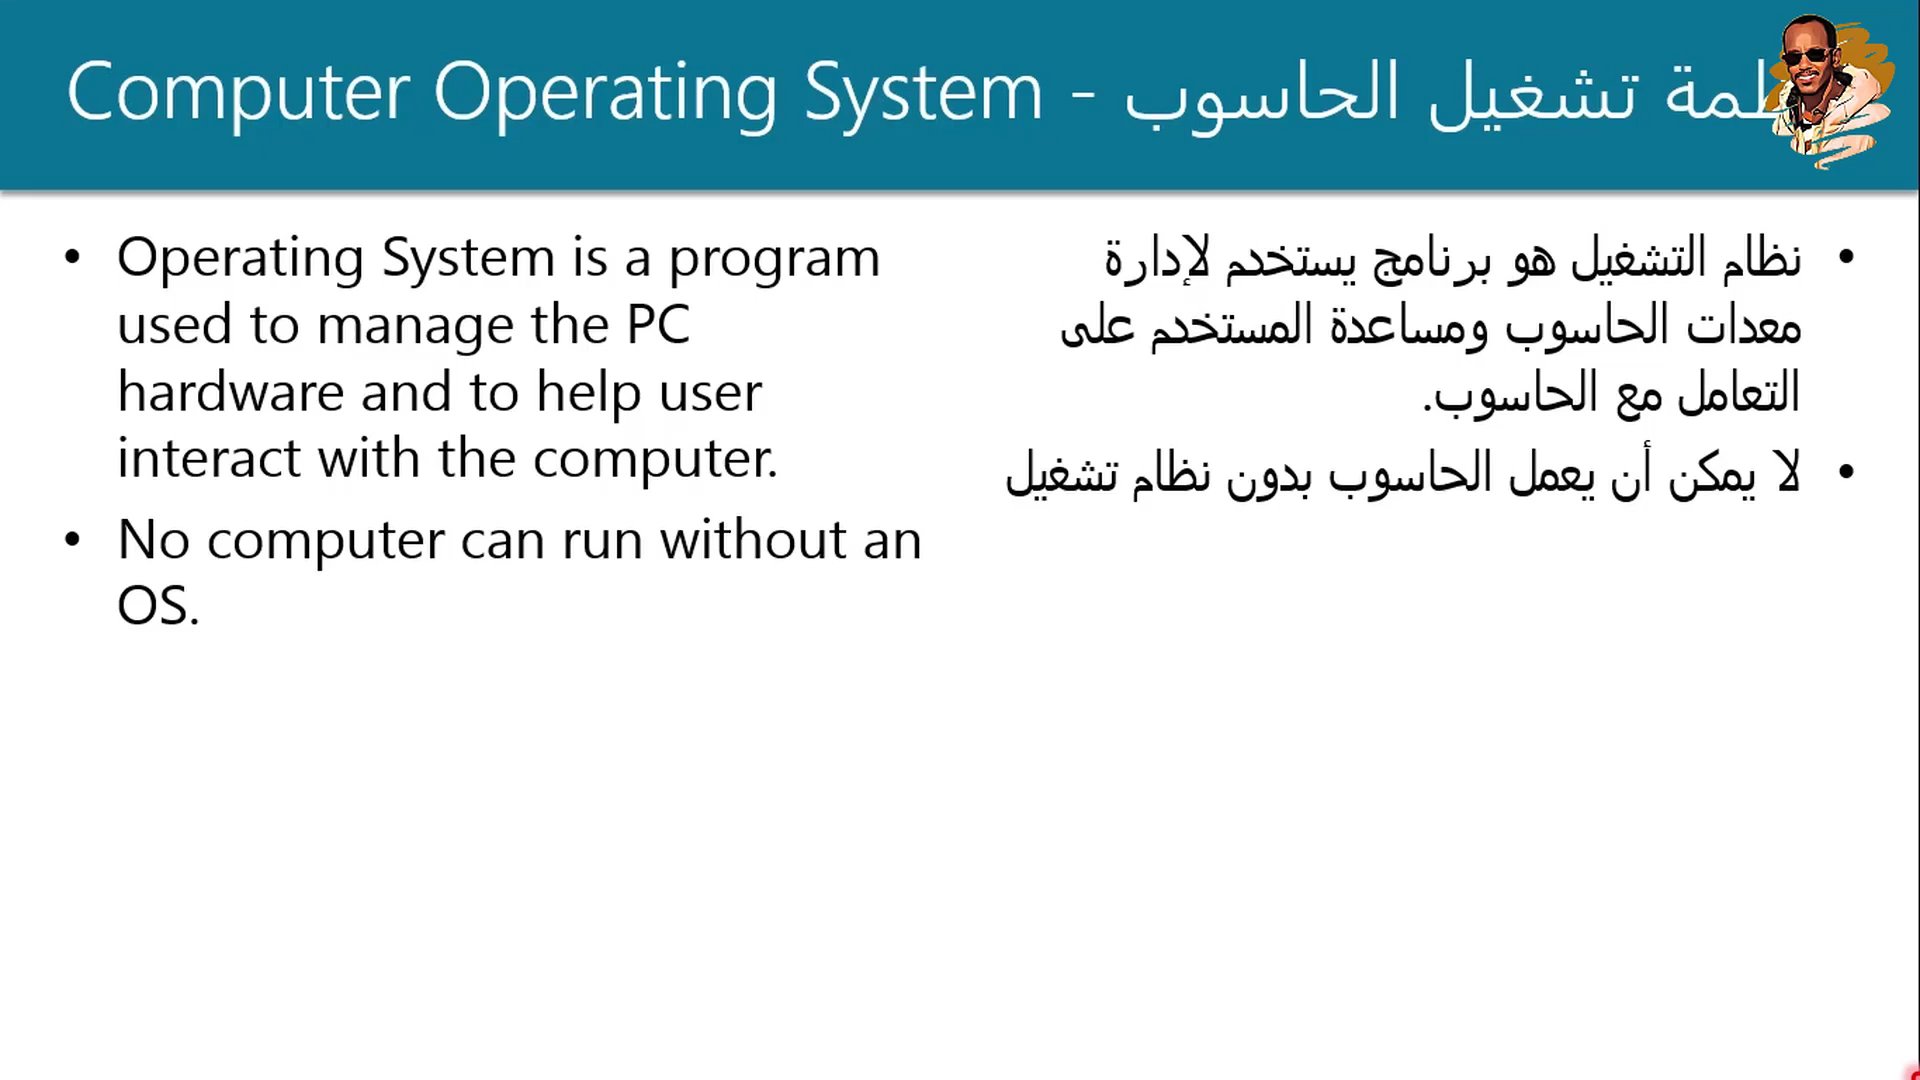 Computer Operating System - تشغيل الحاسوب
Operating System is a program
used to manage the PC
hardware and to help user
interact with the computer.
No computer can run without an
OS.
نظام التشغيل هو برنامج يستخدم لإدارة
معدات الحاسوب ومساعدة المستخدم على
التعامل مع الحاسوب.
لا يمكن أن يعمل الحاسوب بدون نظام تشغيل